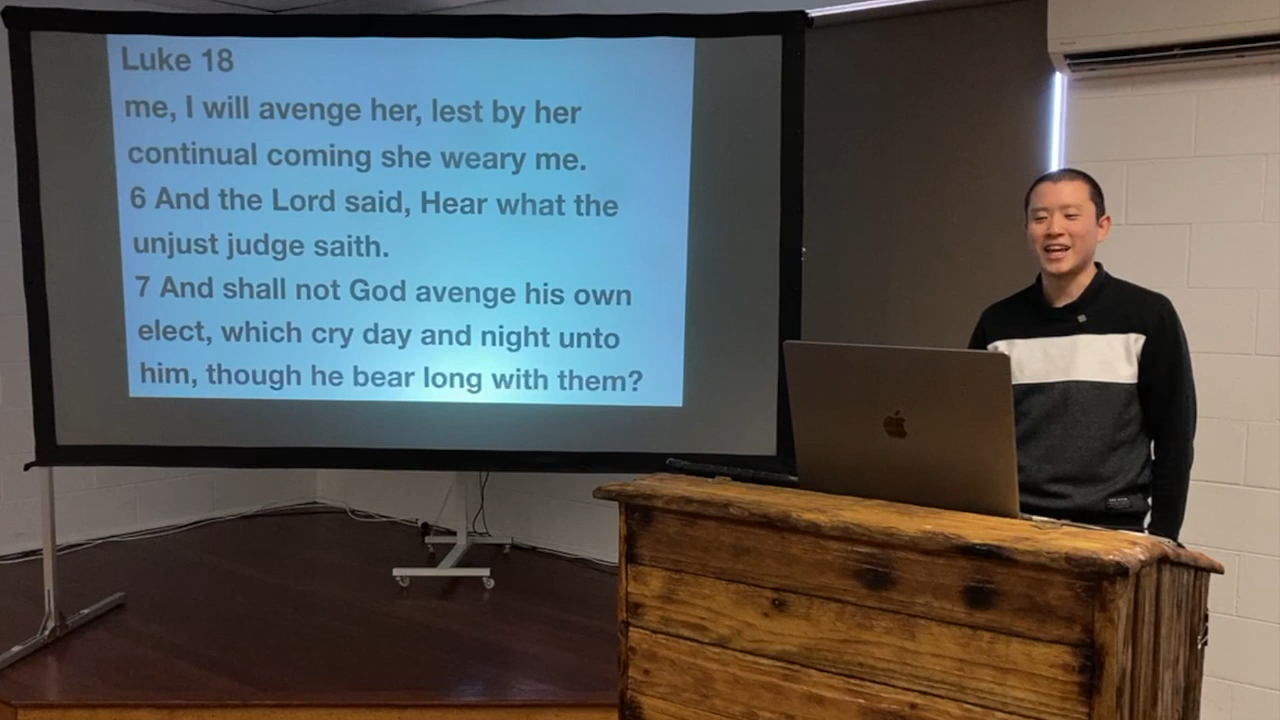 Luke 18
me, I will avenge her, lest by her
continual coming she weary me.
6 And the Lord said, Hear what the
unjust judge saith.
7 And shall not God avenge his own
elect, which cry day and night unto
him, though he bear long with them?